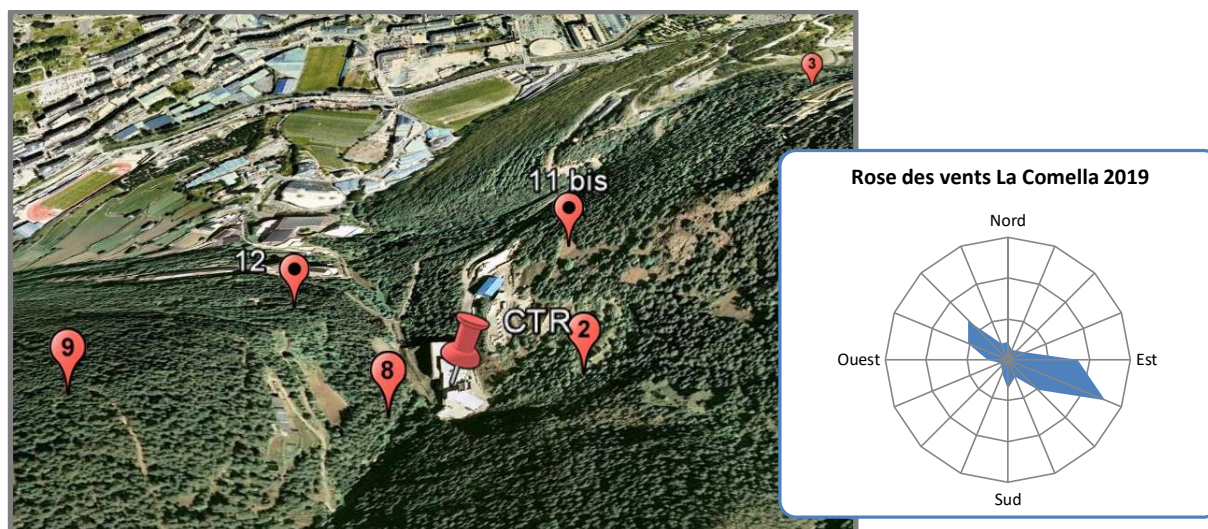 3
11 bis
12
CTR
2
9
8
Rose des vents La Comella 2019
Nord
Ouest
Est
Sud